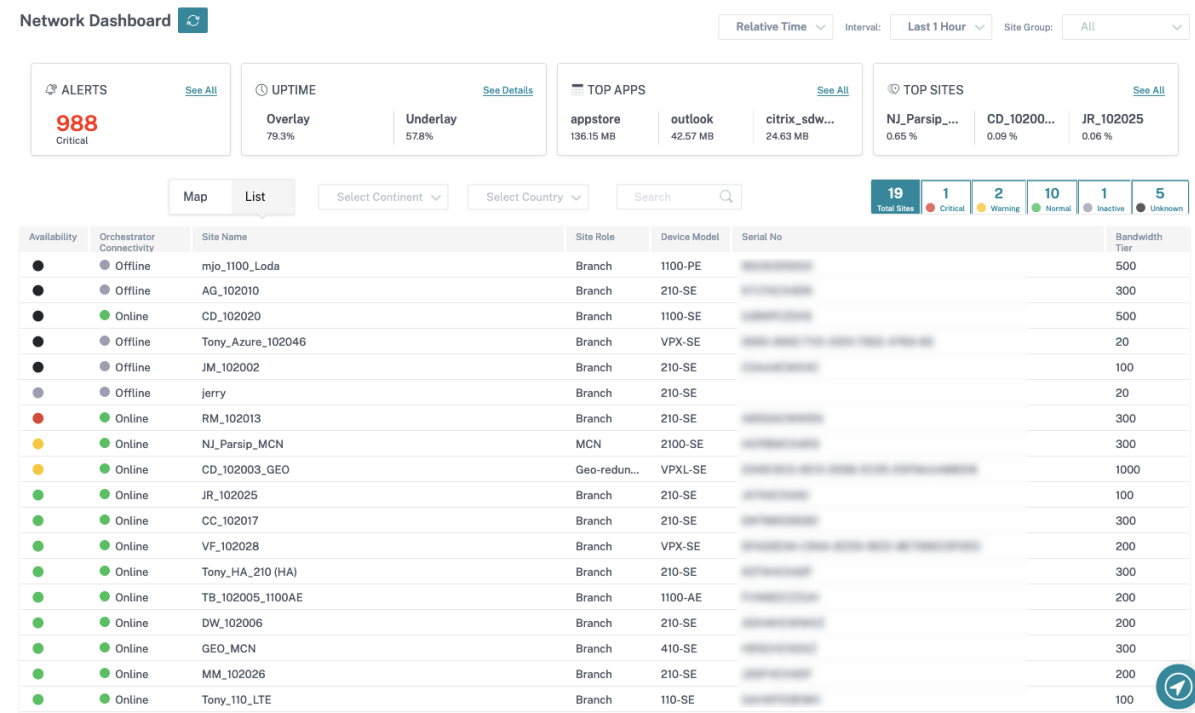 Network Dashboard
Relative Time Interval: Last 1 Hour Site Group: All
ALERTS See All
988
Critical
UPTIME See Details
Overlay Underlay
79.3% 57.8%
TOP APPS See All
appstore outlook citrix_sdw...
136.15 MB 42.57 MB 24.63 MB
TOP SITES See All
NJ_Parsip_... CD_10200... JR_102025
0.65 % 0.09 % 0.06 %
Map List Select Continent Select Country Search
19 1 2 10 1 5
Total Sites Critical Warning Normal Inactive Unknown
Availability Orchestrator Connectivity Site Name Site Role Device Model Serial No Bandwidth Tier
Offline mjo_1100_Loda Branch 1100-PE 500
Offline AG_102010 Branch 210-SE 300
Online CD_102020 Branch 1100-SE 500
Offline Tony_Azure_102046 Branch VPX-SE 20
Offline JM_102002 Branch 210-SE 100
Offline jerry Branch 210-SE 20
Online RM_102013 Branch 210-SE 300
Online NJ_Parsip_MCN MCN 2100-SE 300
Online CD_102003_GEO Geo-redun... VPXL-SE 1000
Online JR_102025 Branch 210-SE 100
Online CC_102017 Branch 210-SE 300
Online VF_102028 Branch VPX-SE 200
Online Tony_HA_210 (HA) Branch 210-SE 300
Online TB_102005_1100AE Branch 1100-AE 200
Online DW_102006 Branch 210-SE 200
Online GEO_MCN Branch 410-SE 300
Online MM_102026 Branch 210-SE 200
Online Tony_110_LTE Branch 110-SE 100